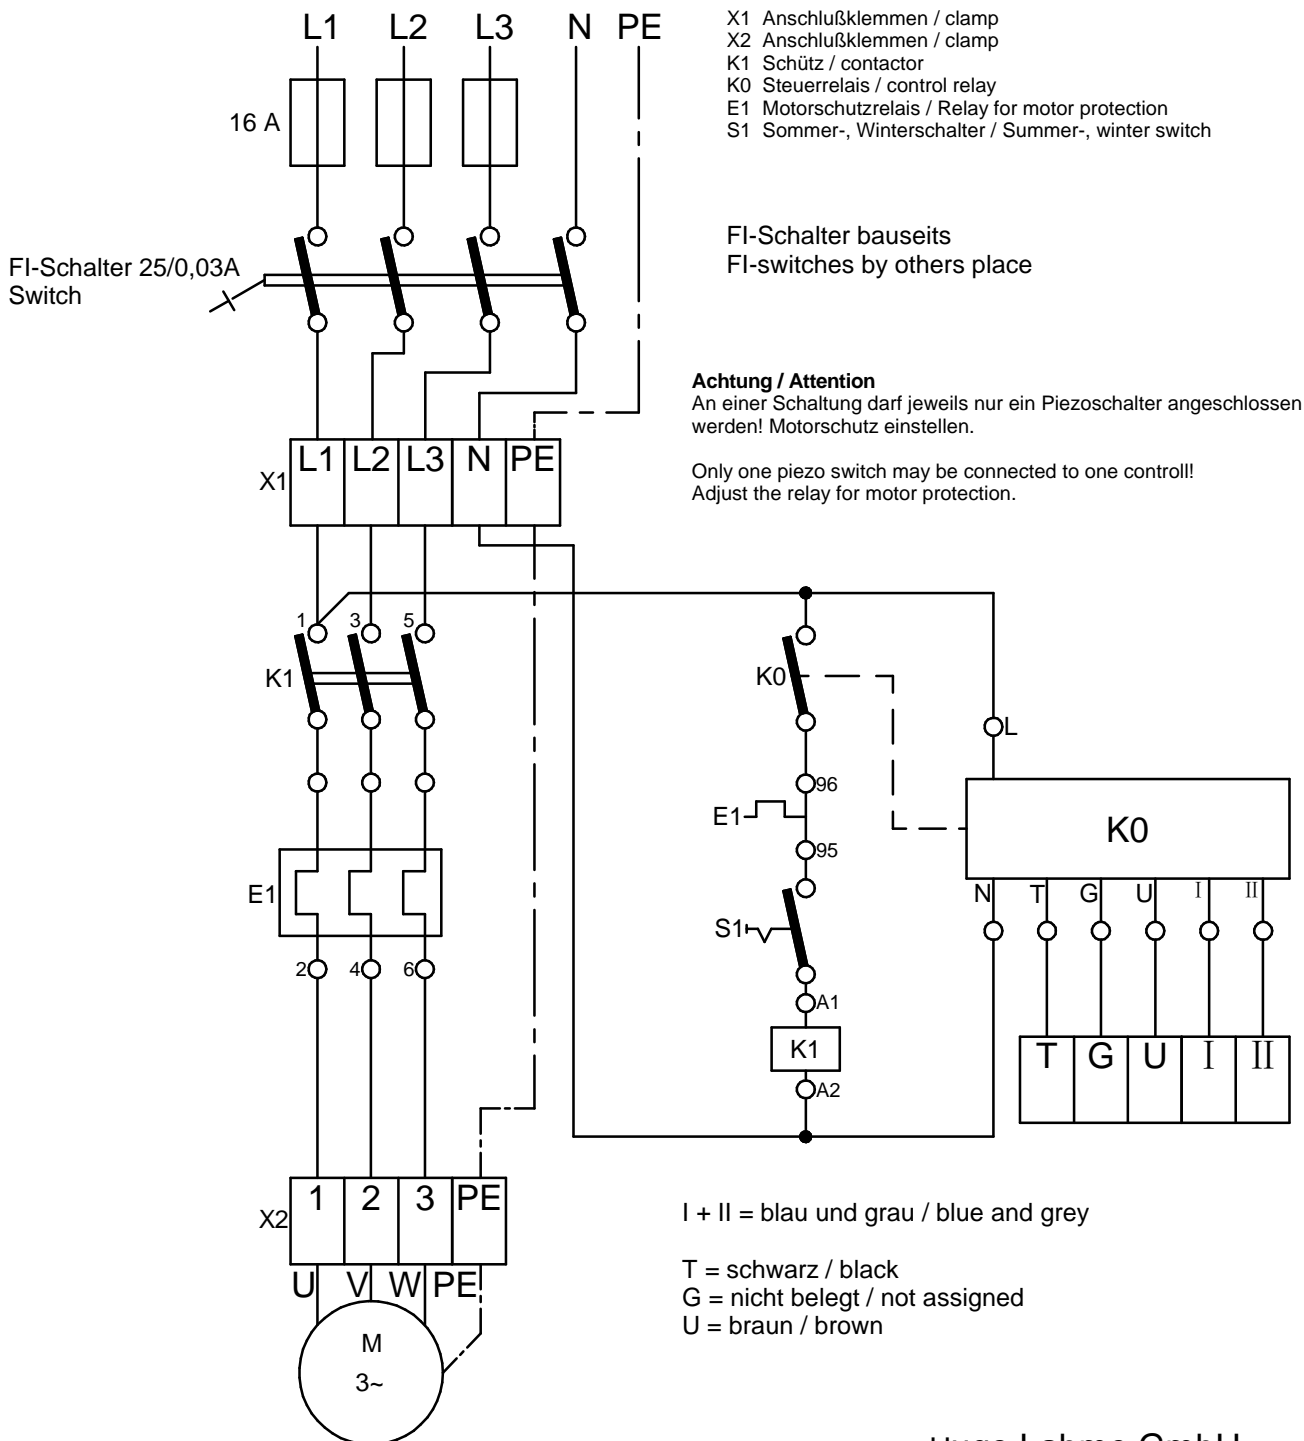 L1 L2 L3 N PE
X1 Anschlußklemmen / clamp
X2 Anschlußklemmen / clamp
K1 Schütz / contactor
K0 Steuerrelais / control relay
E1 Motorschutzrelais / Relay for motor protection
S1 Sommer-, Winterschalter / Summer-, winter switch
16 A
FI-Schalter bauseits
FI-switches by others place
FI-Schalter 25/0,03A
Switch
Achtung / Attention
An einer Schaltung darf jeweils nur ein Piezoschalter angeschlossen
werden! Motorschutz einstellen.
Only one piezo switch may be connected to one controll!
Adjust the relay for motor protection.
X1 L1 L2 L3 N PE
1 3 5
K1
K0
L
96
E1
95
K0
E1
N T G U I II
S1
2 4 6
A1
K1
A2
T G U I II
X2 1 2 3 PE
U V W PE
M
3~
I + II = blau und grau / blue and grey
T = schwarz / black
G = nicht belegt / not assigned
U = braun / brown
Hugo Lahme GmbH